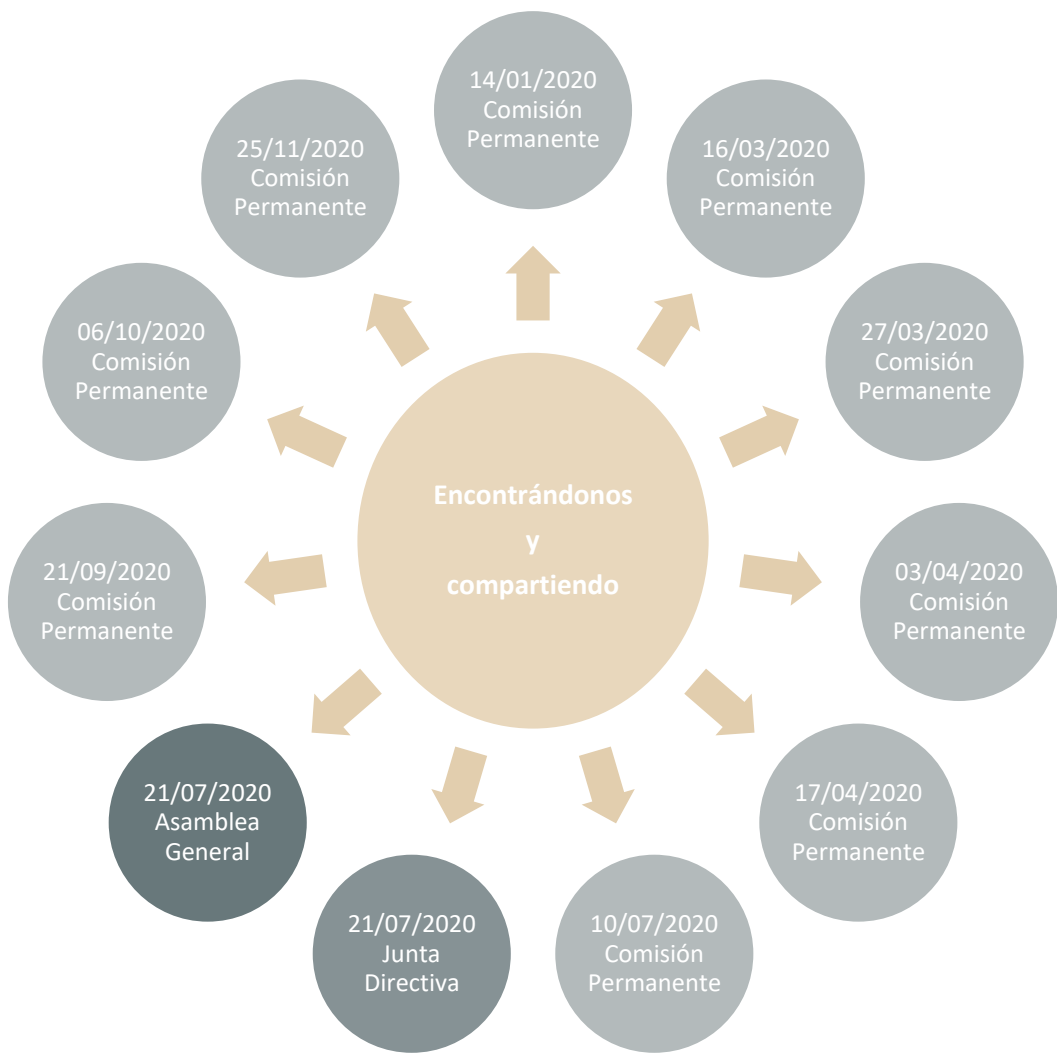 14/01/2020
Comisión
Permanente
16/03/2020
Comisión
Permanente
27/03/2020
Comisión
Permanente
03/04/2020
Comisión
Permanente
17/04/2020
Comisión
Permanente
10/07/2020
Comisión
Permanente
21/07/2020
Junta
Directiva
21/07/2020
Asamblea
General
21/09/2020
Comisión
Permanente
06/10/2020
Comisión
Permanente
25/11/2020
Comisión
Permanente
Encontrándonos
y
compartiendo